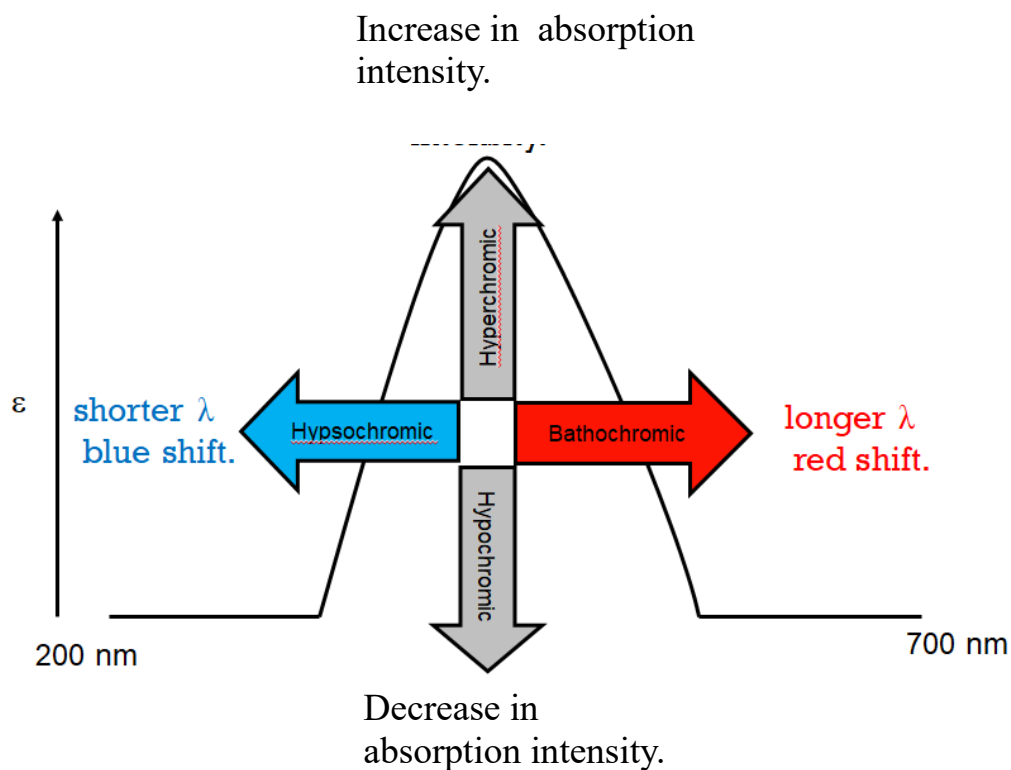 Increase in absorption
intensity.
Hyperchromic
ε
shorter λ
blue shift.
Hypsochromic
Bathochromic
longer λ
red shift.
Hypochromic
200 nm
700 nm
Decrease in
absorption intensity.